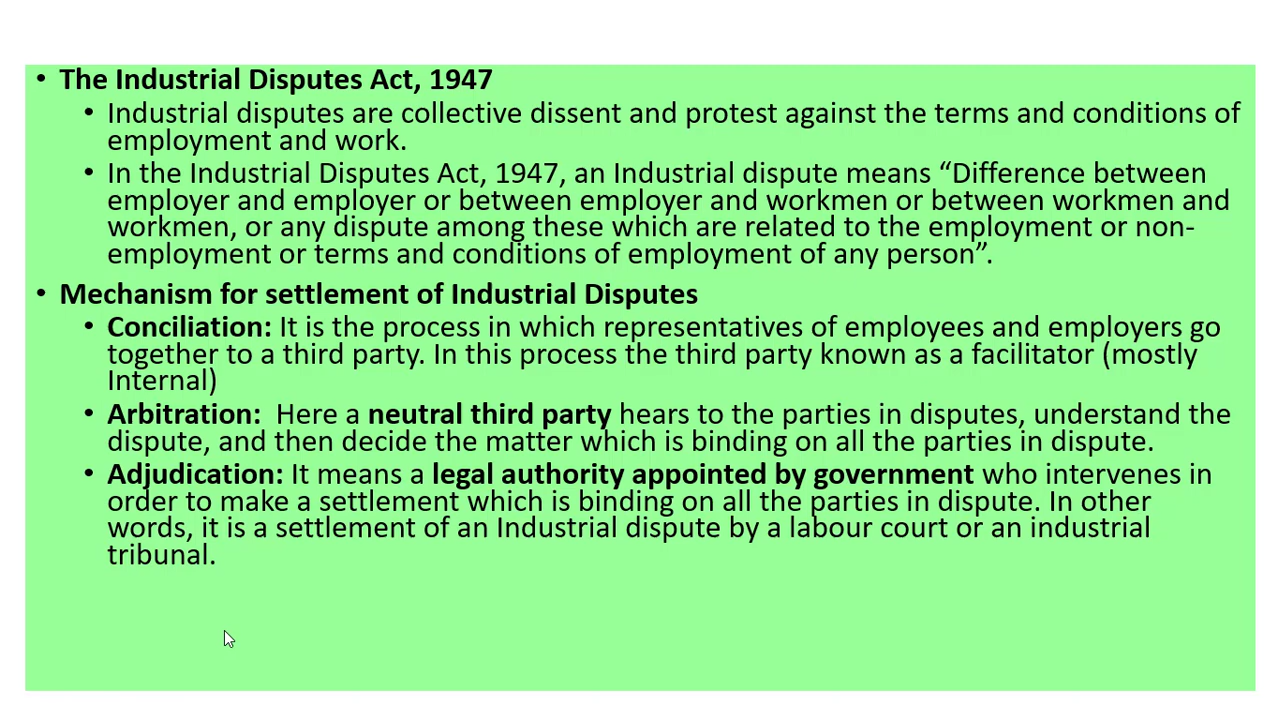 • The Industrial Disputes Act, 1947
• Industrial disputes are collective dissent and protest against the terms and conditions of
employment and work.
• In the Industrial Disputes Act, 1947, an Industrial dispute means “Difference between
employer and employer or between employer and workmen or between workmen and
workmen, or any dispute among these which are related to the employment or non-
employment or terms and conditions of employment of any person”.
• Mechanism for settlement of Industrial Disputes
• Conciliation: It is the process in which representatives of employees and employers go
together to a third party. In this process the third party known as a facilitator (mostly
Internal)
• Arbitration:  Here a neutral third party hears to the parties in disputes, understand the
dispute, and then decide the matter which is binding on all the parties in dispute.
• Adjudication: It means a legal authority appointed by government who intervenes in
order to make a settlement which is binding on all the parties in dispute. In other
words, it is a settlement of an Industrial dispute by a labour court or an industrial
tribunal.